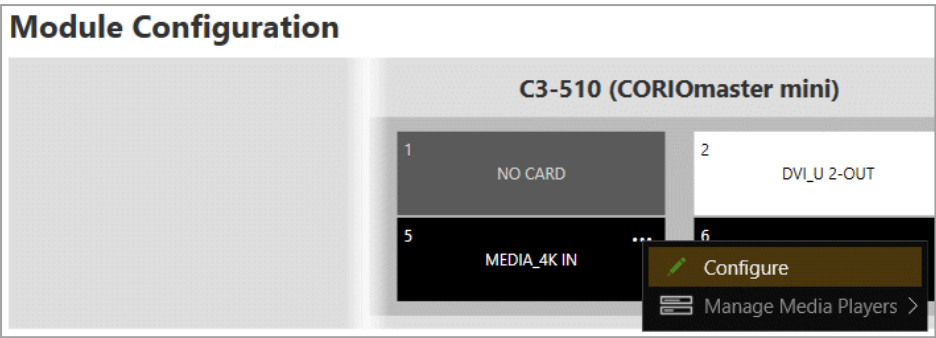 Module Configuration
C3-510 (CORIOmaster mini)
1
NO CARD
2
DVI_U 2-OUT
5
...
MEDIA_4K IN
6
Configure
Manage Media Players >